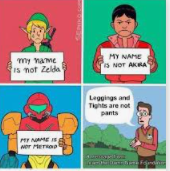 my name
is not Zelda
MY NAME
IS NOT AKIRA
MY NAME IS
NOT METROID
Leggings and
Tights are not
pants